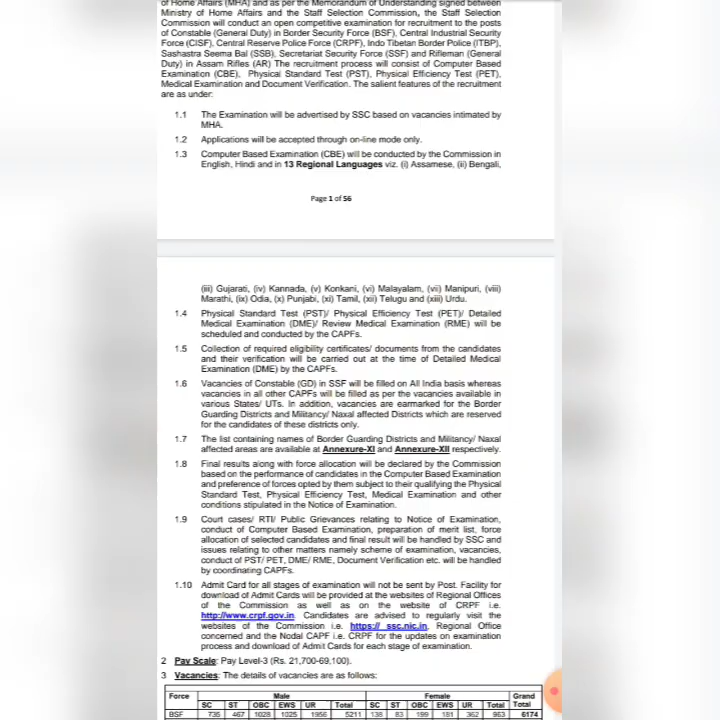 of Home Affairs (MHA) and as per the Memorandum of Understanding signed between
Ministry of Home Affairs and the Staff Selection Commission, the Staff Selection
Commission will conduct an open competitive examination for recruitment to the posts
of Constable (General Duty) in Border Security Force (BSF), Central Industrial Security
Force (CISF), Central Reserve Police Force (CRPF), Indo Tibetan Border Police (ITBP),
Sashastra Seema Bal (SSB), Secretariat Security Force (SSF) and Rifleman (General
Duty) in Assam Rifles (AR) The recruitment process will consist of Computer Based
Examination (CBE), Physical Standard Test (PST), Physical Efficiency Test (PET),
Medical Examination and Document Verification. The salient features of the recruitment
are as under:
1.1 The Examination will be advertised by SSC based on vacancies intimated by
MHA.
1.2 Applications will be accepted through on-line mode only.
1.3 Computer Based Examination (CBE) will be conducted by the Commission in
English, Hindi and in 13 Regional Languages viz. (i) Assamese, (ii) Bengali,
Page 1 of 56
(iii) Gujarati, (iv) Kannada, (v) Konkani, (vi) Malayalam, (vii) Manipuri, (viii)
Marathi, (ix) Odia, (x) Punjabi, (xi) Tamil, (xii) Telugu and (xiii) Urdu.
1.4 Physical Standard Test (PST)/ Physical Efficiency Test (PET)/ Detailed
Medical Examination (DME)/ Review Medical Examination (RME) will be
scheduled and conducted by the CAPFs.
1.5 Collection of required eligibility certificates/ documents from the candidates
and their verification will be carried out at the time of Detailed Medical
Examination (DME) by the CAPFs.
1.6 Vacancies of Constable (GD) in SSF will be filled on All India basis whereas
vacancies in all other CAPFs will be filled as per the vacancies available in
various States/ UTs. In addition, vacancies are earmarked for the Border
Guarding Districts and Militancy/ Naxal affected Districts which are reserved
for the candidates of these districts only.
1.7 The list containing names of Border Guarding Districts and Militancy/ Naxal
affected areas are available at Annexure-XI and Annexure-XII respectively.
1.8 Final results along with force allocation will be declared by the Commission
based on the performance of candidates in the Computer Based Examination
and preference of forces opted by them subject to their qualifying the Physical
Standard Test, Physical Efficiency Test, Medical Examination and other
conditions stipulated in the Notice of Examination.
1.9 Court cases/ RTI/ Public Grievances relating to Notice of Examination,
conduct of Computer Based Examination, preparation of merit list, force
allocation of selected candidates and final result will be handled by SSC and
issues relating to other matters namely scheme of examination, vacancies,
conduct of PST/ PET, DME/ RME, Document Verification etc. will be handled
by coordinating CAPFs.
1.10 Admit Card for all stages of examination will not be sent by Post. Facility for
download of Admit Cards will be provided at the websites of Regional Offices
of the Commission as well as on the website of CRPF i.e.
http://www.crpf.gov.in. Candidates are advised to regularly visit the
websites of the Commission i.e. https:// ssc.nic.in, Regional Office
concerned and the Nodal CAPF i.e. CRPF for the updates on examination
process and download of Admit Cards for each stage of examination.
2 Pay Scale: Pay Level-3 (Rs. 21,700-69,100).
3 Vacancies: The details of vacancies are as follows:
Force Male Female Grand
SC ST OBC EWS UR Total SC ST OBC EWS UR Total Total
BSF 735 467 1028 1025 1956 5211 138 83 199 181 362 963 6174